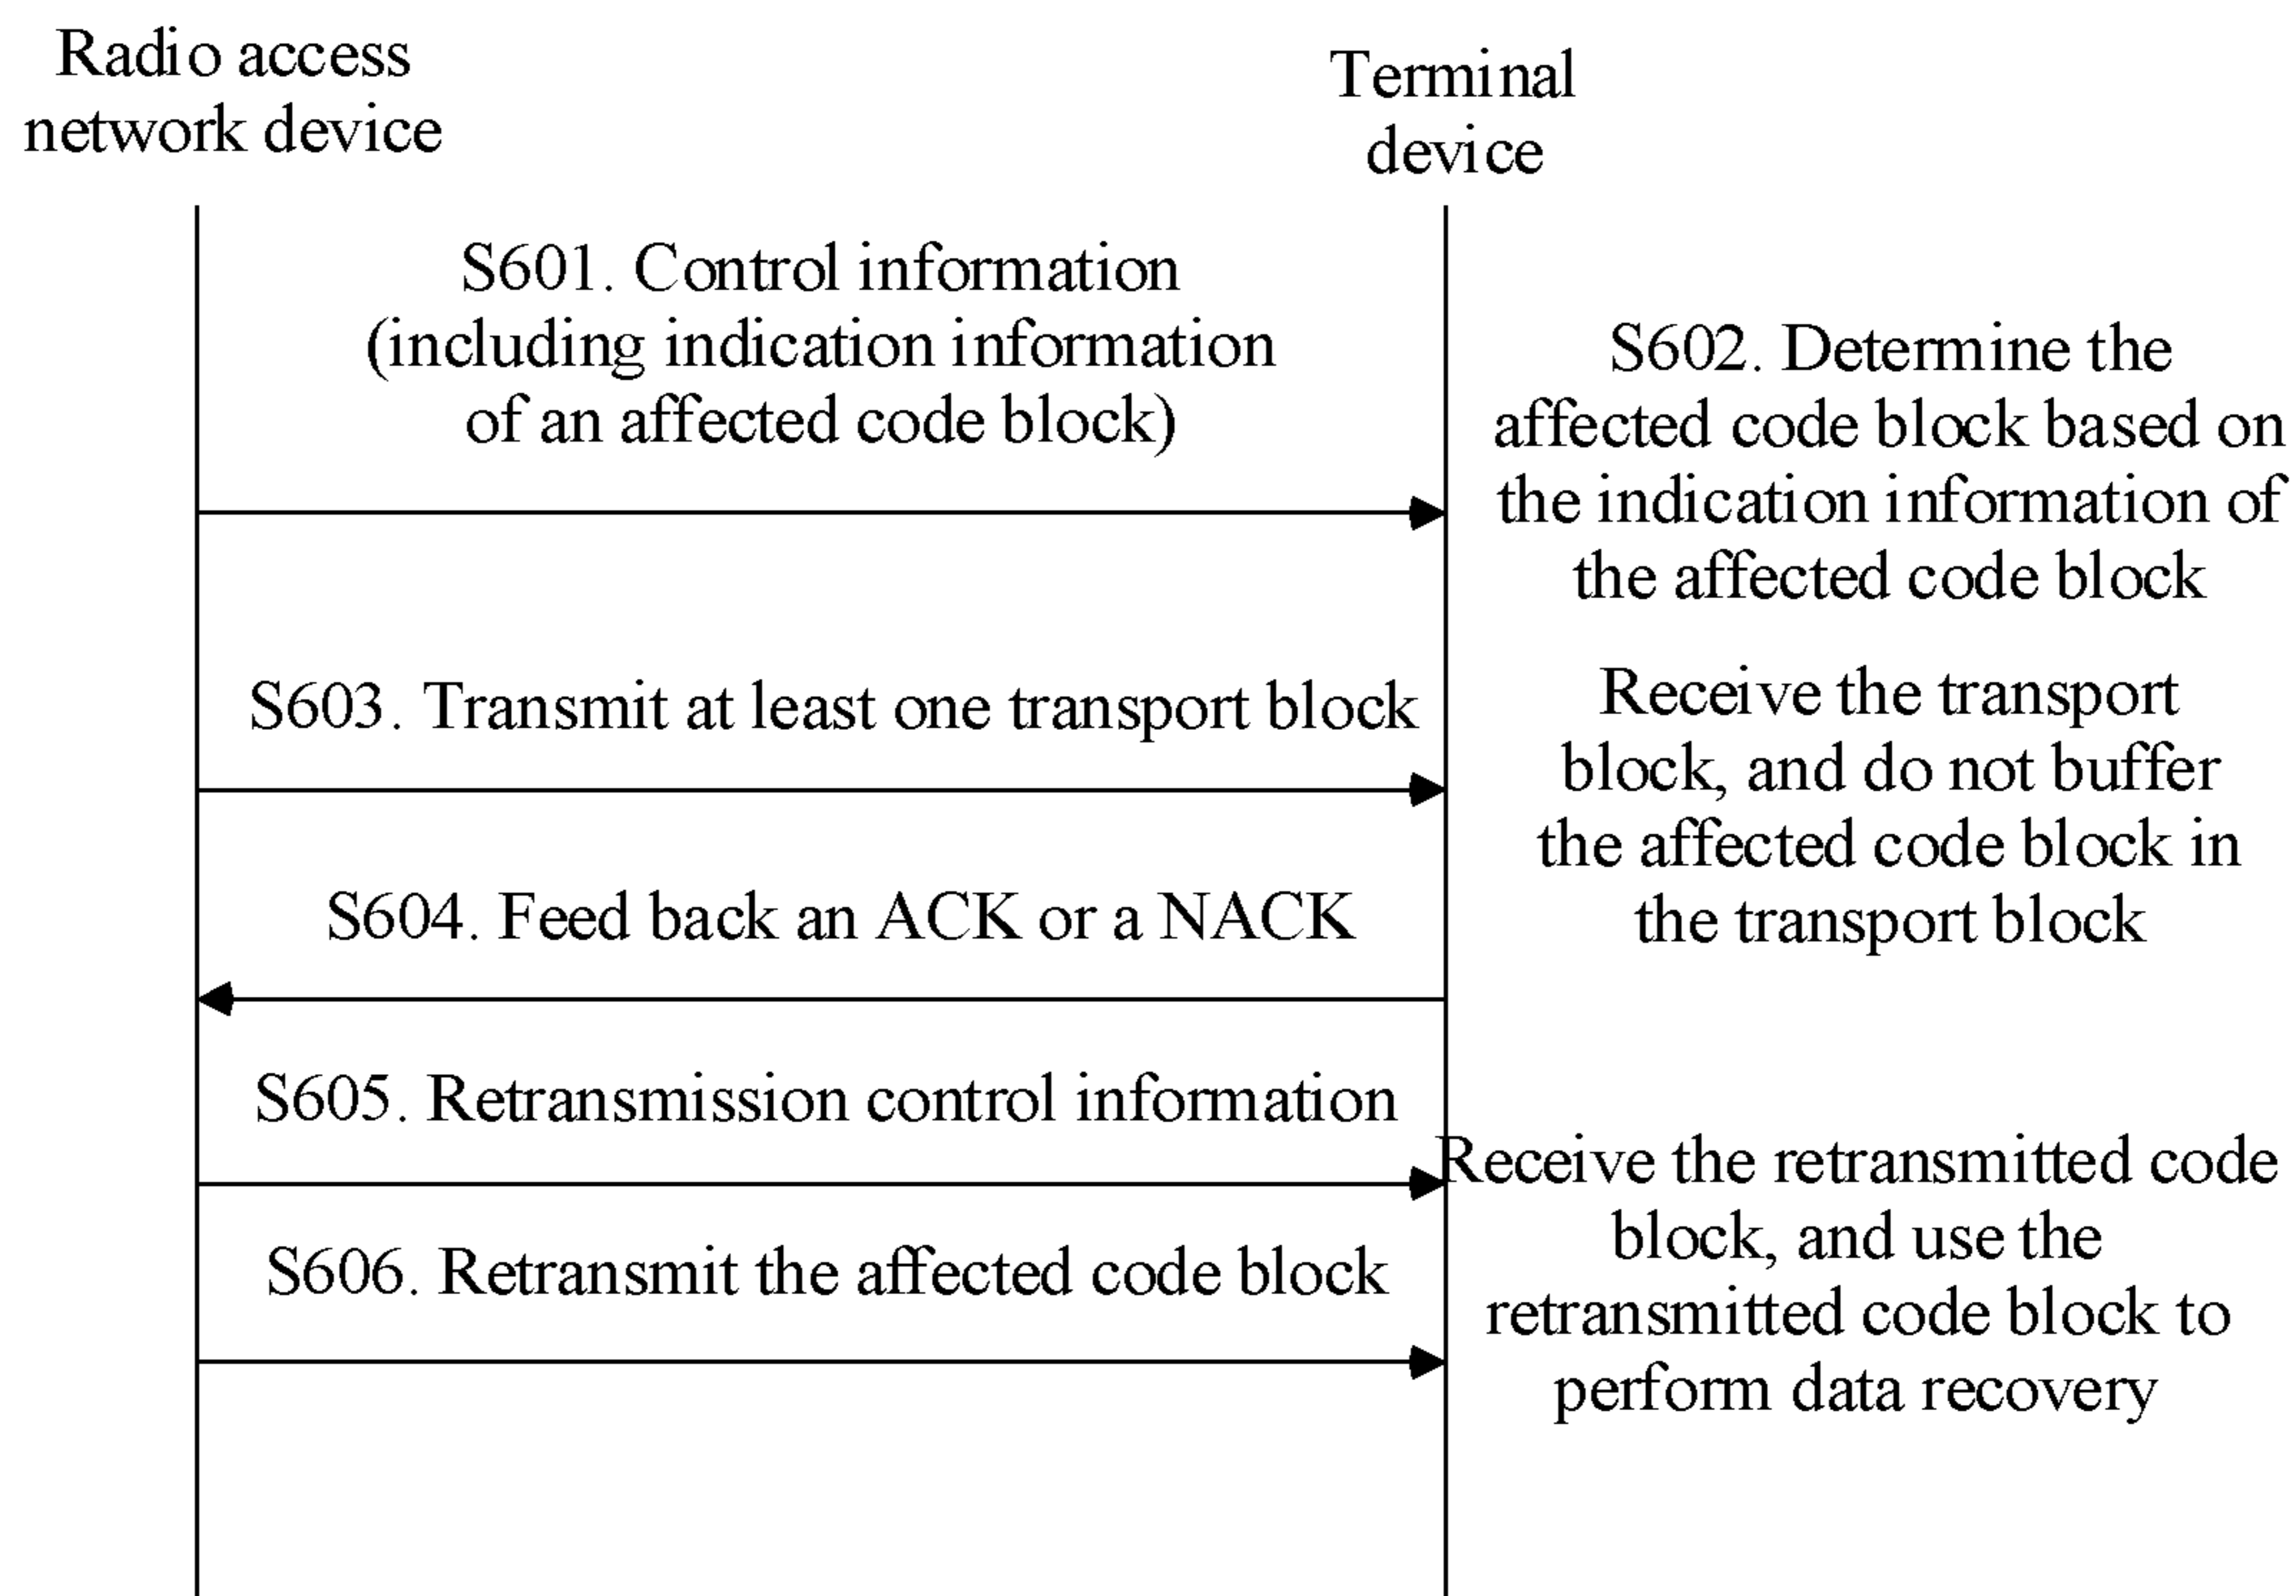 Radio access
network device
Terminal
device
S601. Control information
(including indication information
of an affected code block)
S602. Determine the
affected code block based on
the indication information of
the affected code block
S603. Transmit at least one transport block
Receive the transport
block, and do not buffer
the affected code block in
the transport block
S604. Feed back an ACK or a NACK
S605. Retransmission control information
S606. Retransmit the affected code block
Receive the retransmitted code
block, and use the
retransmitted code block to
perform data recovery